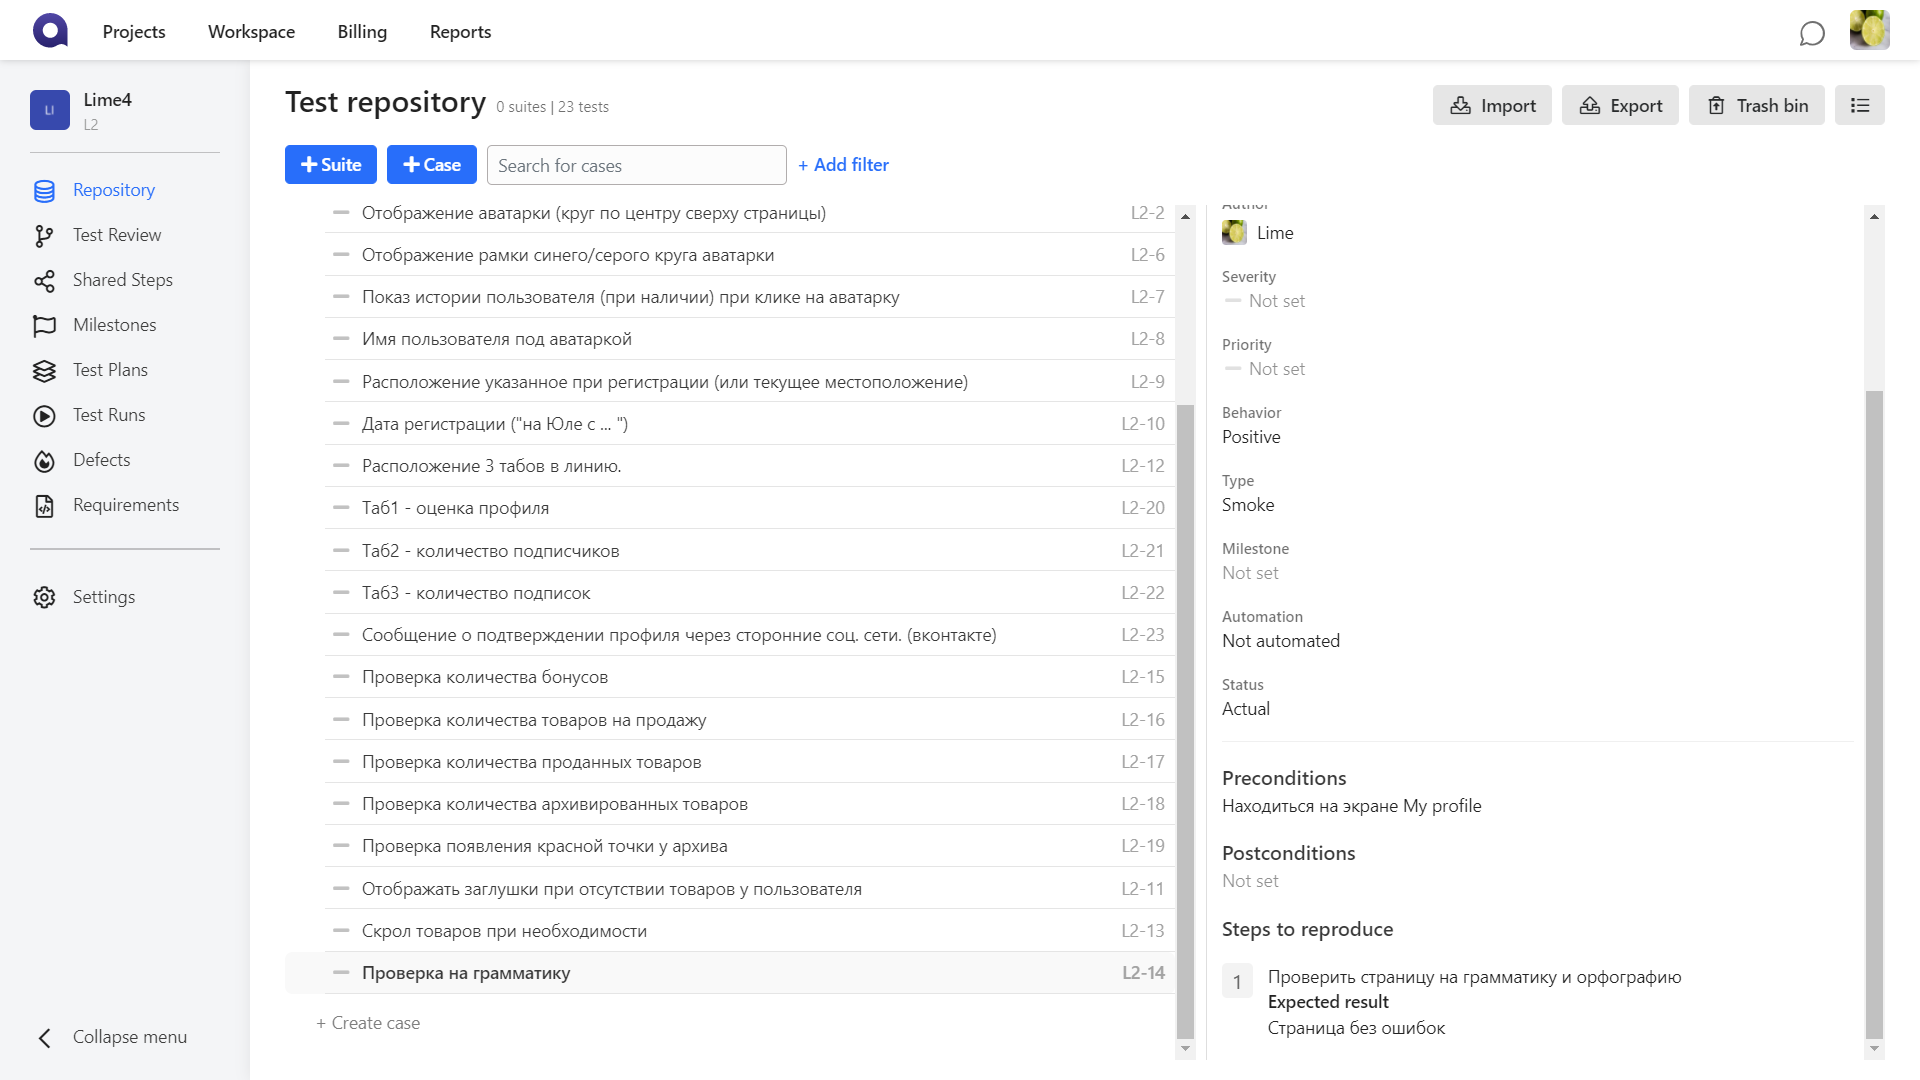 Projects
Workspace
Billing
Reports
LI
Lime4
L2
Repository
Test Review
Shared Steps
Milestones
Test Plans
Test Runs
Defects
Requirements
Settings
Collapse menu
Test repository 0 suites | 23 tests
Import
Export
Trash bin
Suite
Case
Search for cases
+ Add filter
Отображение аватарки (круг по центру сверху страницы) L2-2
Отображение рамки синего/серого круга аватарки L2-6
Показ истории пользователя (при наличии) при клике на аватарку L2-7
Имя пользователя под аватаркой L2-8
Расположение указанное при регистрации (или текущее местоположение) L2-9
Дата регистрации ("на Юле с ... ") L2-10
Расположение 3 табов в линию. L2-12
Таб1 - оценка профиля L2-20
Таб2 - количество подписчиков L2-21
Таб3 - количество подписок L2-22
Сообщение о подтверждении профиля через сторонние соц. сети. (вконтакте) L2-23
Проверка количества бонусов L2-15
Проверка количества товаров на продажу L2-16
Проверка количества проданных товаров L2-17
Проверка количества архивированных товаров L2-18
Проверка появления красной точки у архива L2-19
Отображать заглушки при отсутствии товаров у пользователя L2-11
Скрол товаров при необходимости L2-13
Проверка на грамматику L2-14
+ Create case
Author
Lime
Severity
Not set
Priority
Not set
Behavior
Positive
Type
Smoke
Milestone
Not set
Automation
Not automated
Status
Actual
Preconditions
Находиться на экране My profile
Postconditions
Not set
Steps to reproduce
1 Проверить страницу на грамматику и орфографию
Expected result
Страница без ошибок